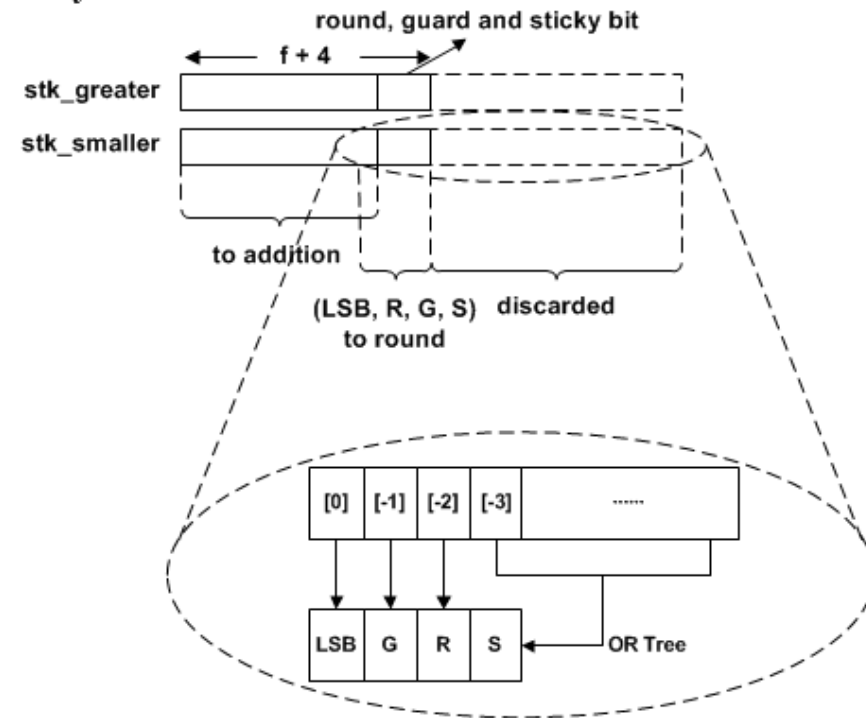 round, guard and sticky bit
f + 4
stk_greater
stk_smaller
to addition
(LSB, R, G, S) discarded
to round
[0] [-1] [-2] [-3] ......
LSB G R S OR Tree